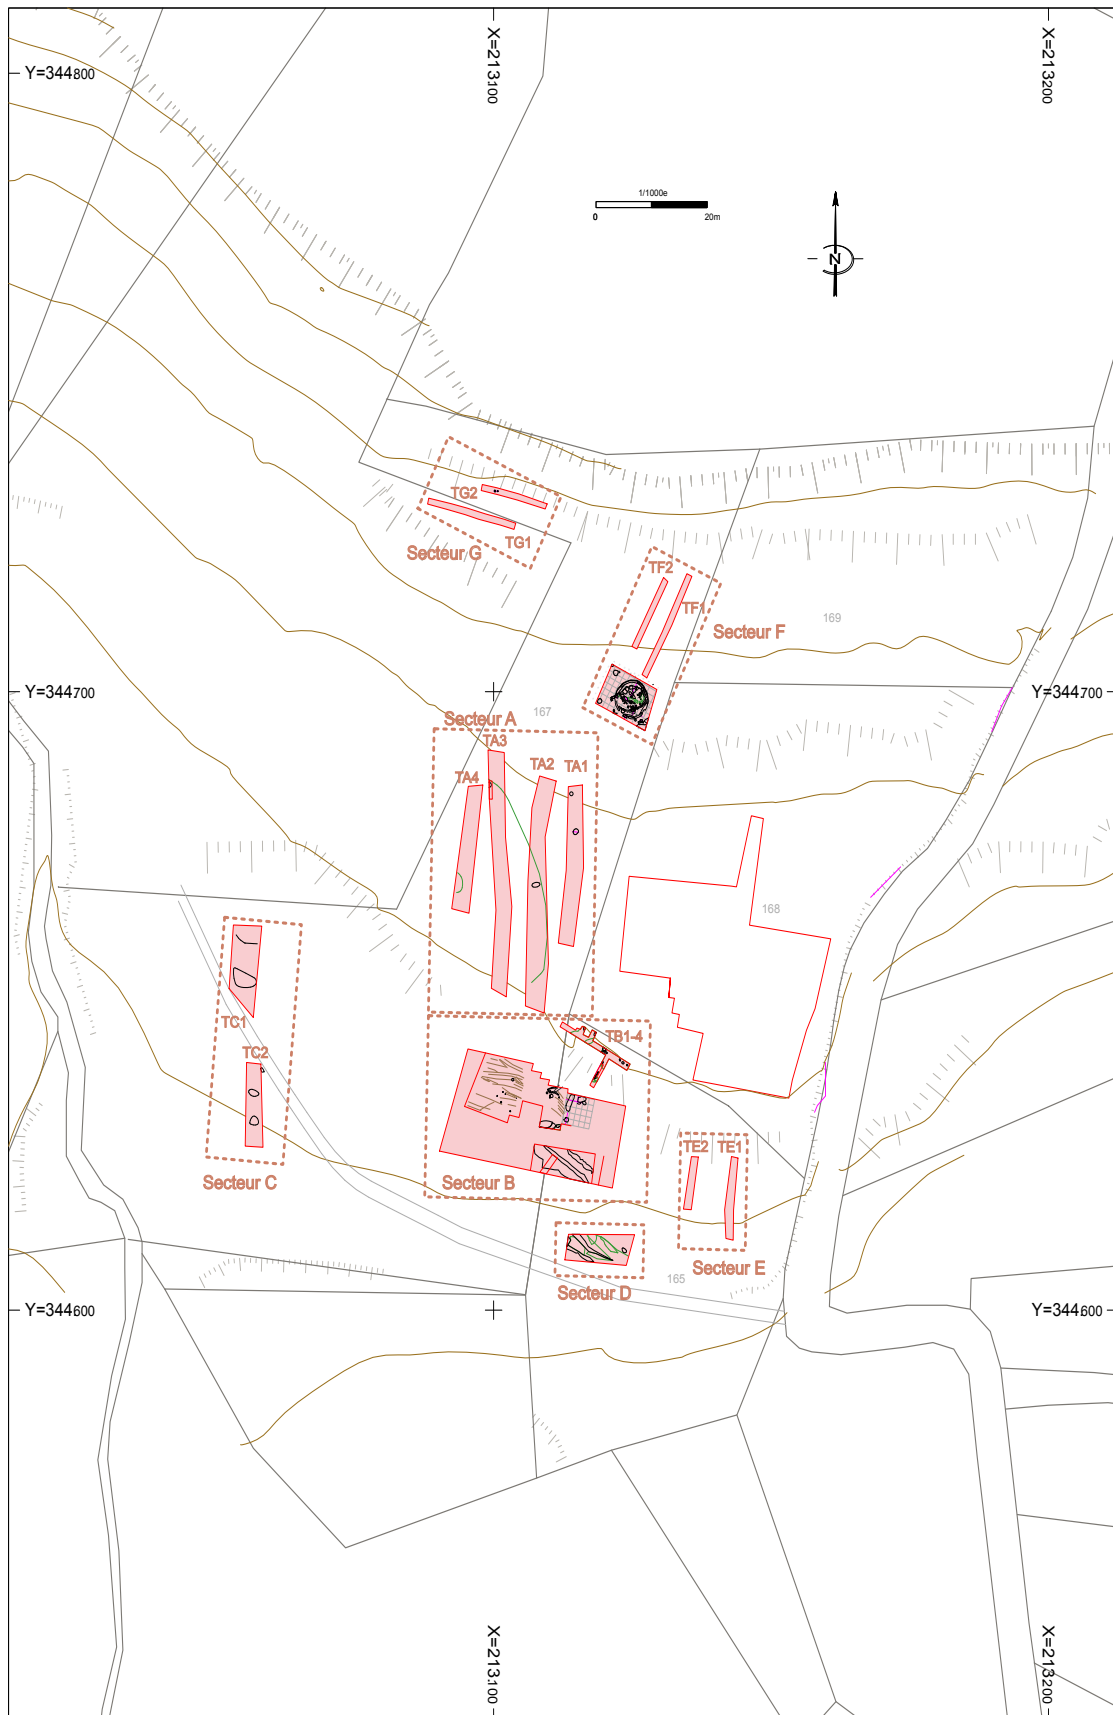 X=213100
X=213200
Y=344800
1/1000e
0
20m
N
TG2
TG1
Secteur G
TF2
TF1
169
Secteur F
Y=344700
Y=344700
167
Secteur A
TA3
TA2
TA1
TA4
168
TC1
TB1-4
TC2
TE2
TE1
Secteur C
Secteur B
Secteur E
165
Secteur D
Y=344600
Y=344600
X=213100
X=213200